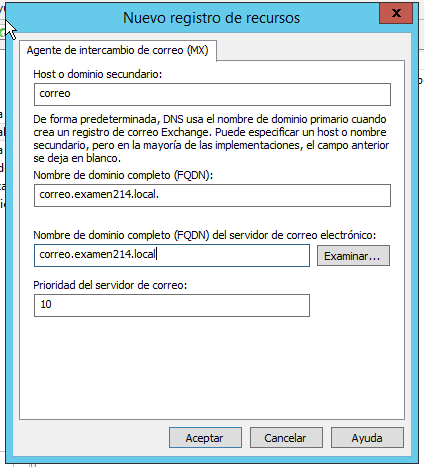 Nuevo registro de recursos
x
Agente de intercambio de correo (MX)
Host o dominio secundario:
correo
De forma predeterminada, DNS usa el nombre de dominio primario cuando
crea un registro de correo Exchange. Puede especificar un host o nombre
secundario, pero en la mayoría de las implementaciones, el campo anterior
se deja en blanco.
Nombre de dominio completo (FQDN):
correo.examen214.local.
Nombre de dominio completo (FQDN) del servidor de correo electrónico:
correo.examen214.local
Examinar...
Prioridad del servidor de correo:
10
Aceptar
Cancelar
Ayuda